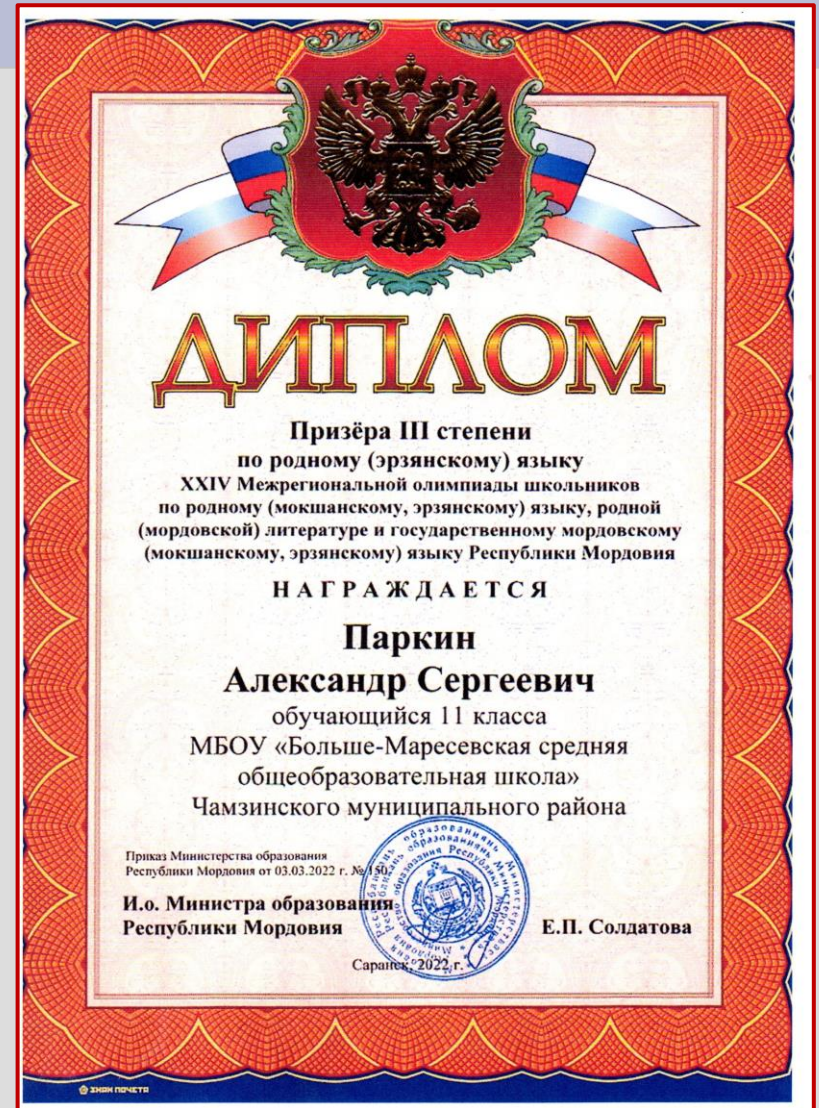 ДИПЛОМ
Призёра III степени
по родному (эрзянскому) языку
XXIV Межрегиональной олимпиады школьников
по родному (мокшанскому, эрзянскому) языку, родной
(мордовской) литературе и государственному мордовскому
(мокшанскому, эрзянскому) языку Республики Мордовия
НАГРАЖДАЕТСЯ
Паркин
Александр Сергеевич
обучающийся 11 класса
МБОУ «Больше-Маресевская средняя
общеобразовательная школа»
Чамзинского муниципального района
Приказ Министерства образования
Республики Мордовия от 03.03.2022 г. № 150
И.о. Министра образования
Республики Мордовия
Е.П. Солдатова
Саранск, 2022 г.
ЗНАК ПОЧЕТА